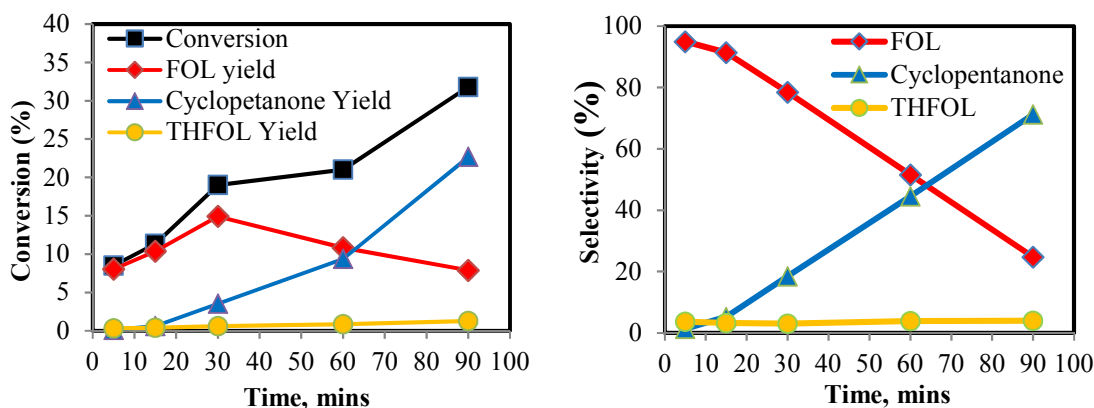 Conversion (%)
40
35
30
25
20
15
10
5
0
Conversion
FOL yield
Cyclopetanone Yield
THFOL Yield
0 10 20 30 40 50 60 70 80 90 100
Time, mins
Selectivity (%)
100
80
60
40
20
0
FOL
Cyclopentanone
THFOL
0 10 20 30 40 50 60 70 80 90 100
Time, mins